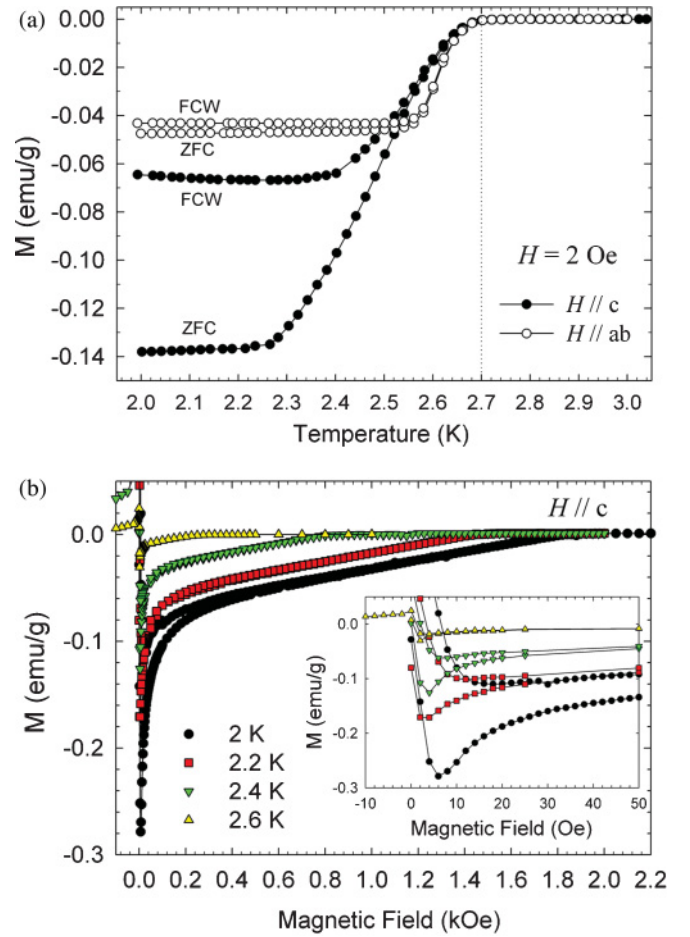 (a)
0.00
-0.02
-0.04
-0.06
-0.08
-0.10
-0.12
-0.14
M (emu/g)
FCW
ZFC
FCW
ZFC
H = 2 Oe
H // c
H // ab
2.0 2.1 2.2 2.3 2.4 2.5 2.6 2.7 2.8 2.9 3.0
Temperature (K)
(b)
H // c
0.0
-0.1
-0.2
-0.3
M (emu/g)
2 K
2.2 K
2.4 K
2.6 K
0.0
-0.1
-0.2
-0.3
M (emu/g)
-10 0 10 20 30 40 50
Magnetic Field (Oe)
0.0 0.2 0.4 0.6 0.8 1.0 1.2 1.4 1.6 1.8 2.0 2.2
Magnetic Field (kOe)